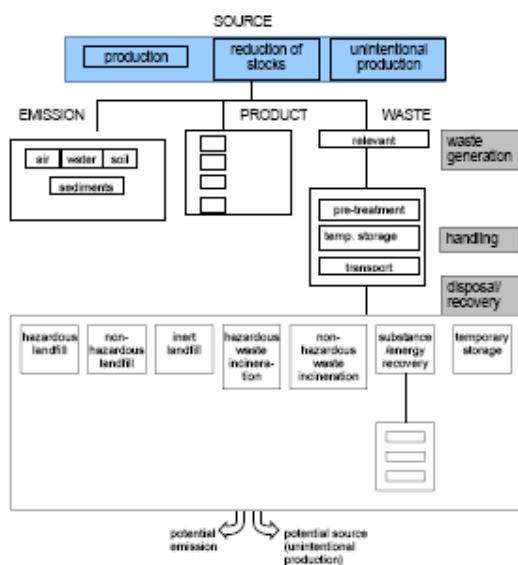 SOURCE
production
reduction of
stocks
unintentional
production
EMISSION
PRODUCT
WASTE
air
water
soil
sediments
relevant
waste
generation
pre-treatment
temp. storage
transport
handling
disposal/
recovery
hazardous
landfill
non-
hazardous
landfill
inert
landfill
hazardous
waste
incinera-
tion
non-
hazardous
waste
incineration
substance
/energy
recovery
temporary
storage
potential
emission
potential source
(unintentional
production)